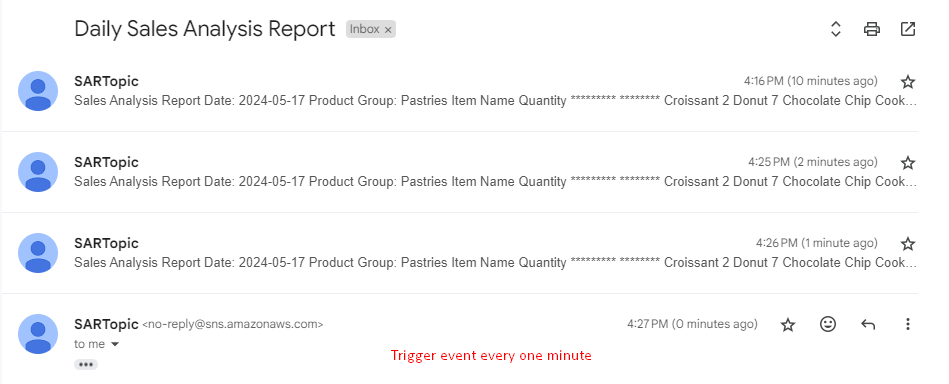 Daily Sales Analysis Report Inbox ×
SARTopic 4:16 PM (10 minutes ago)
Sales Analysis Report Date: 2024-05-17 Product Group: Pastries Item Name Quantity ********* ******** Croissant 2 Donut 7 Chocolate Chip Cook...
SARTopic 4:25 PM (2 minutes ago)
Sales Analysis Report Date: 2024-05-17 Product Group: Pastries Item Name Quantity ********* ******** Croissant 2 Donut 7 Chocolate Chip Cook...
SARTopic 4:26 PM (1 minute ago)
Sales Analysis Report Date: 2024-05-17 Product Group: Pastries Item Name Quantity ********* ******** Croissant 2 Donut 7 Chocolate Chip Cook...
SARTopic <no-reply@sns.amazonaws.com> 4:27 PM (0 minutes ago)
to me
Trigger event every one minute